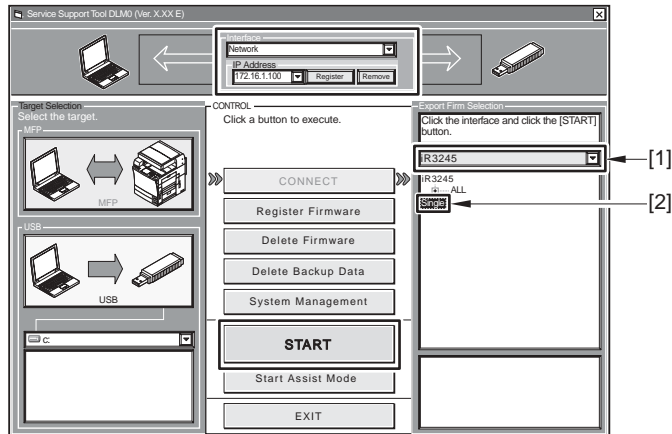 Service Support Tool DLM0 (Ver. X.XX E)
Interface
Network
IP Address
172.16.1.100
Register
Remove
Target Selection
Select the target.
MFP
MFP
USB
USB
C:
CONTROL
Click a button to execute.
CONNECT
Register Firmware
Delete Firmware
Delete Backup Data
System Management
START
Start Assist Mode
EXIT
Export Firm Selection
Click the interface and click the [START]
button.
iR3245
iR3245
ALL
Single
[1]
[2]